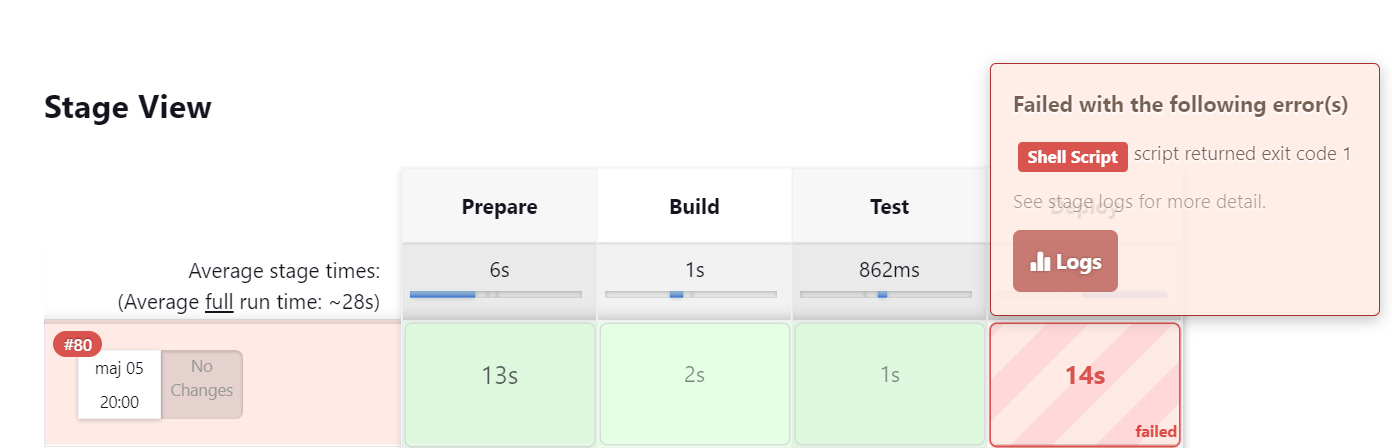 Stage View
Failed with the following error(s)
Shell Script script returned exit code 1
See stage logs for more detail.
Logs
Prepare Build Test Deploy
Average stage times:
(Average full run time: ~28s)
6s 1s 862ms
#80
maj 05
20:00
No
Changes
13s 2s 1s 14s
failed